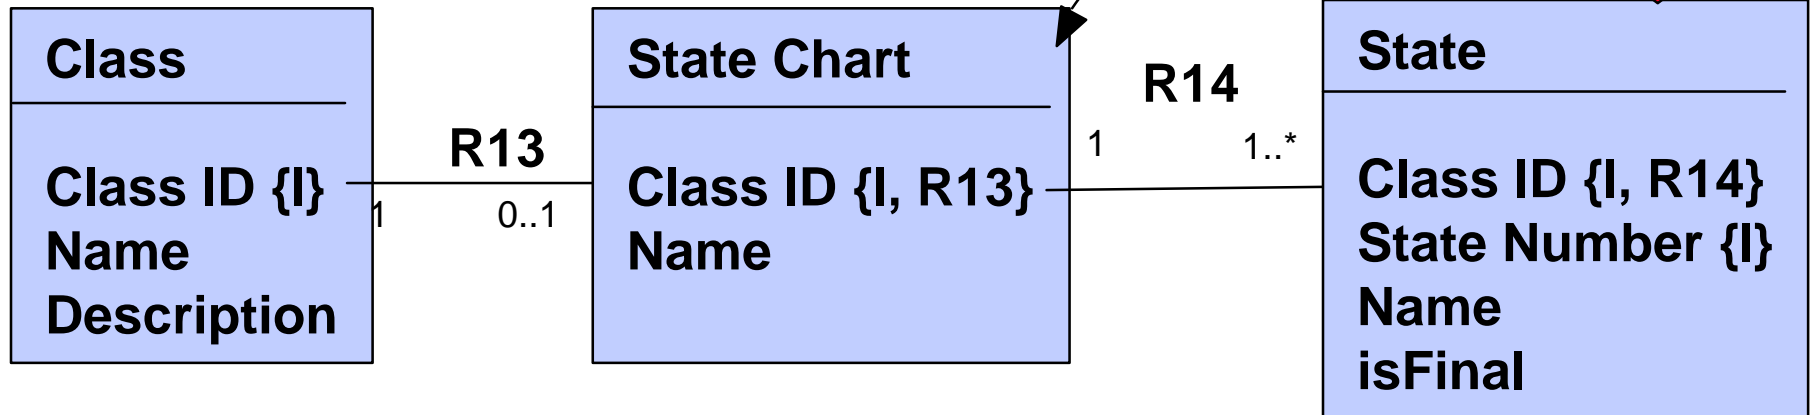 Class
Class ID {I}
Name
Description
R13
1
0..1
State Chart
Class ID {I, R13}
Name
R14
1
1..*
State
Class ID {I, R14}
State Number {I}
Name
isFinal